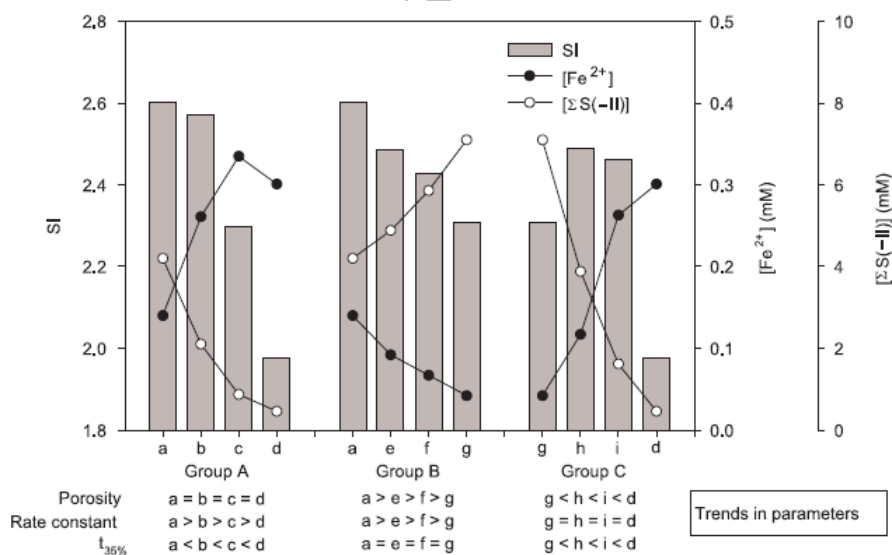 2.8
2.6
2.4
2.2
2.0
1.8
SI
SI
[Fe2+]
[ΣS(-II)]
0.5
0.4
0.3
0.2
0.1
0.0
[Fe2+] (mM)
10
8
6
4
2
0
[ΣS(-II)] (mM)
a b c d a e f g g h i d
Group A Group B Group C
Porosity a = b = c = d a > e > f > g g < h < i < d
Rate constant a > b > c > d a > e > f > g g = h = i = d
t35% a < b < c < d a = e = f = g g < h < i < d
Trends in parameters